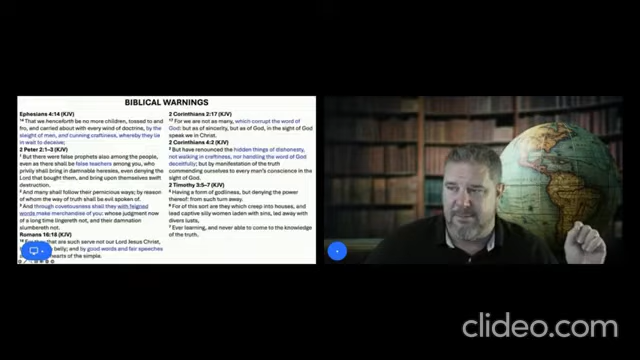 BIBLICAL WARNINGS
Ephesians 4:14 (KJV)
14 That we henceforth be no more children, tossed to and
fro, and carried about with every wind of doctrine, by the
sleight of men, and cunning craftiness, whereby they lie
in wait to deceive;
2 Peter 2:1–3 (KJV)
1 But there were false prophets also among the people,
even as there shall be false teachers among you, who
privily shall bring in damnable heresies, even denying the
Lord that bought them, and bring upon themselves swift
destruction.
2 And many shall follow their pernicious ways; by reason
of whom the way of truth shall be evil spoken of.
3 And through covetousness shall they with feigned
words make merchandise of you: whose judgment now
of a long time lingereth not, and their damnation
slumbereth not.
Romans 16:18 (KJV)
18 For they that are such serve not our Lord Jesus Christ,
belly; and by good words and fair speeches
hearts of the simple.
2 Corinthians 2:17 (KJV)
17 For we are not as many, which corrupt the word of
God: but as of sincerity, but as of God, in the sight of God
speak we in Christ.
2 Corinthians 4:2 (KJV)
2 But have renounced the hidden things of dishonesty,
not walking in craftiness, nor handling the word of God
deceitfully; but by manifestation of the truth
commending ourselves to every man's conscience in the
sight of God.
2 Timothy 3:5–7 (KJV)
5 Having a form of godliness, but denying the power
thereof: from such turn away.
6 For of this sort are they which creep into houses, and
lead captive silly women laden with sins, led away with
divers lusts,
7 Ever learning, and never able to come to the knowledge
of the truth.
clideo.com